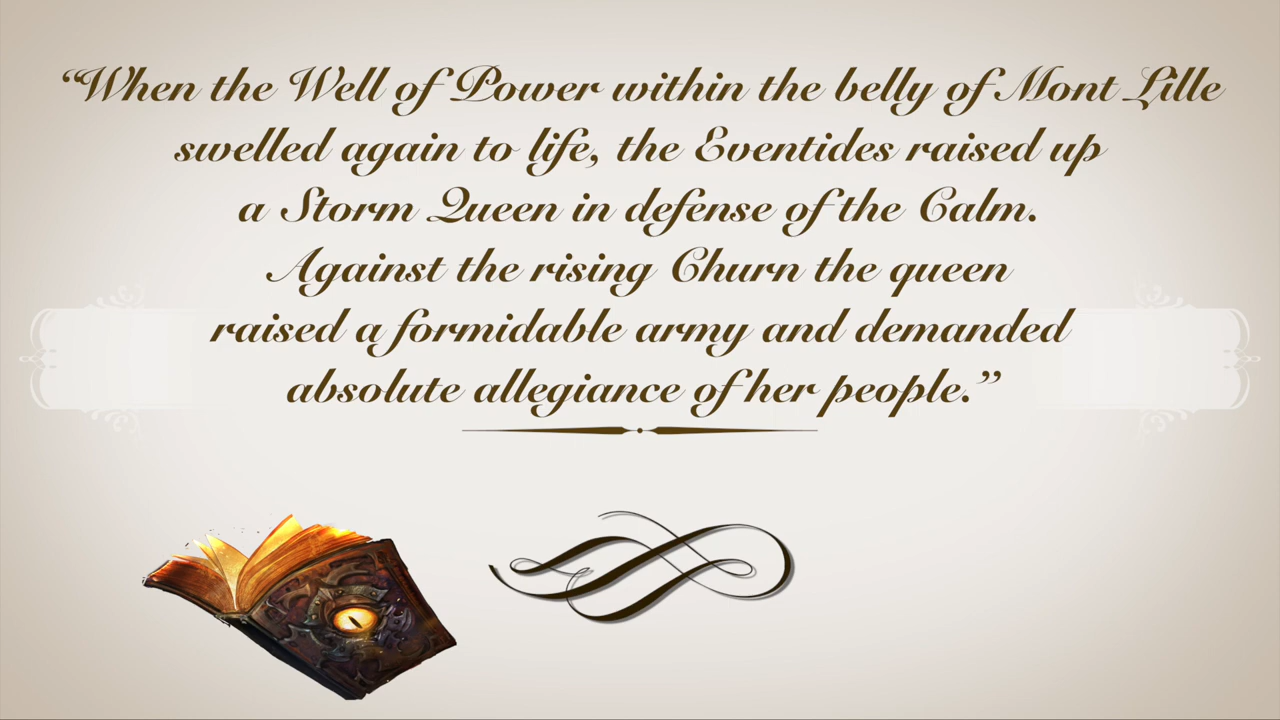 “When the Well of Power within the belly of Mont Lille
swelled again to life, the Eventides raised up
a Storm Queen in defense of the Calm.
Against the rising Churn the queen
raised a formidable army and demanded
absolute allegiance of her people.”